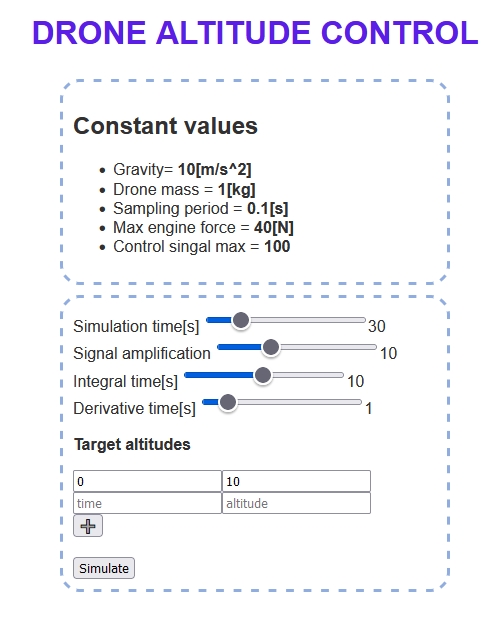 DRONE ALTITUDE CONTROL
Constant values
• Gravity= 10[m/s^2]
• Drone mass = 1[kg]
• Sampling period = 0.1[s]
• Max engine force = 40[N]
• Control singal max = 100
Simulation time[s] 30
Signal amplification 10
Integral time[s] 10
Derivative time[s] 1
Target altitudes
0 10
time altitude
Simulate